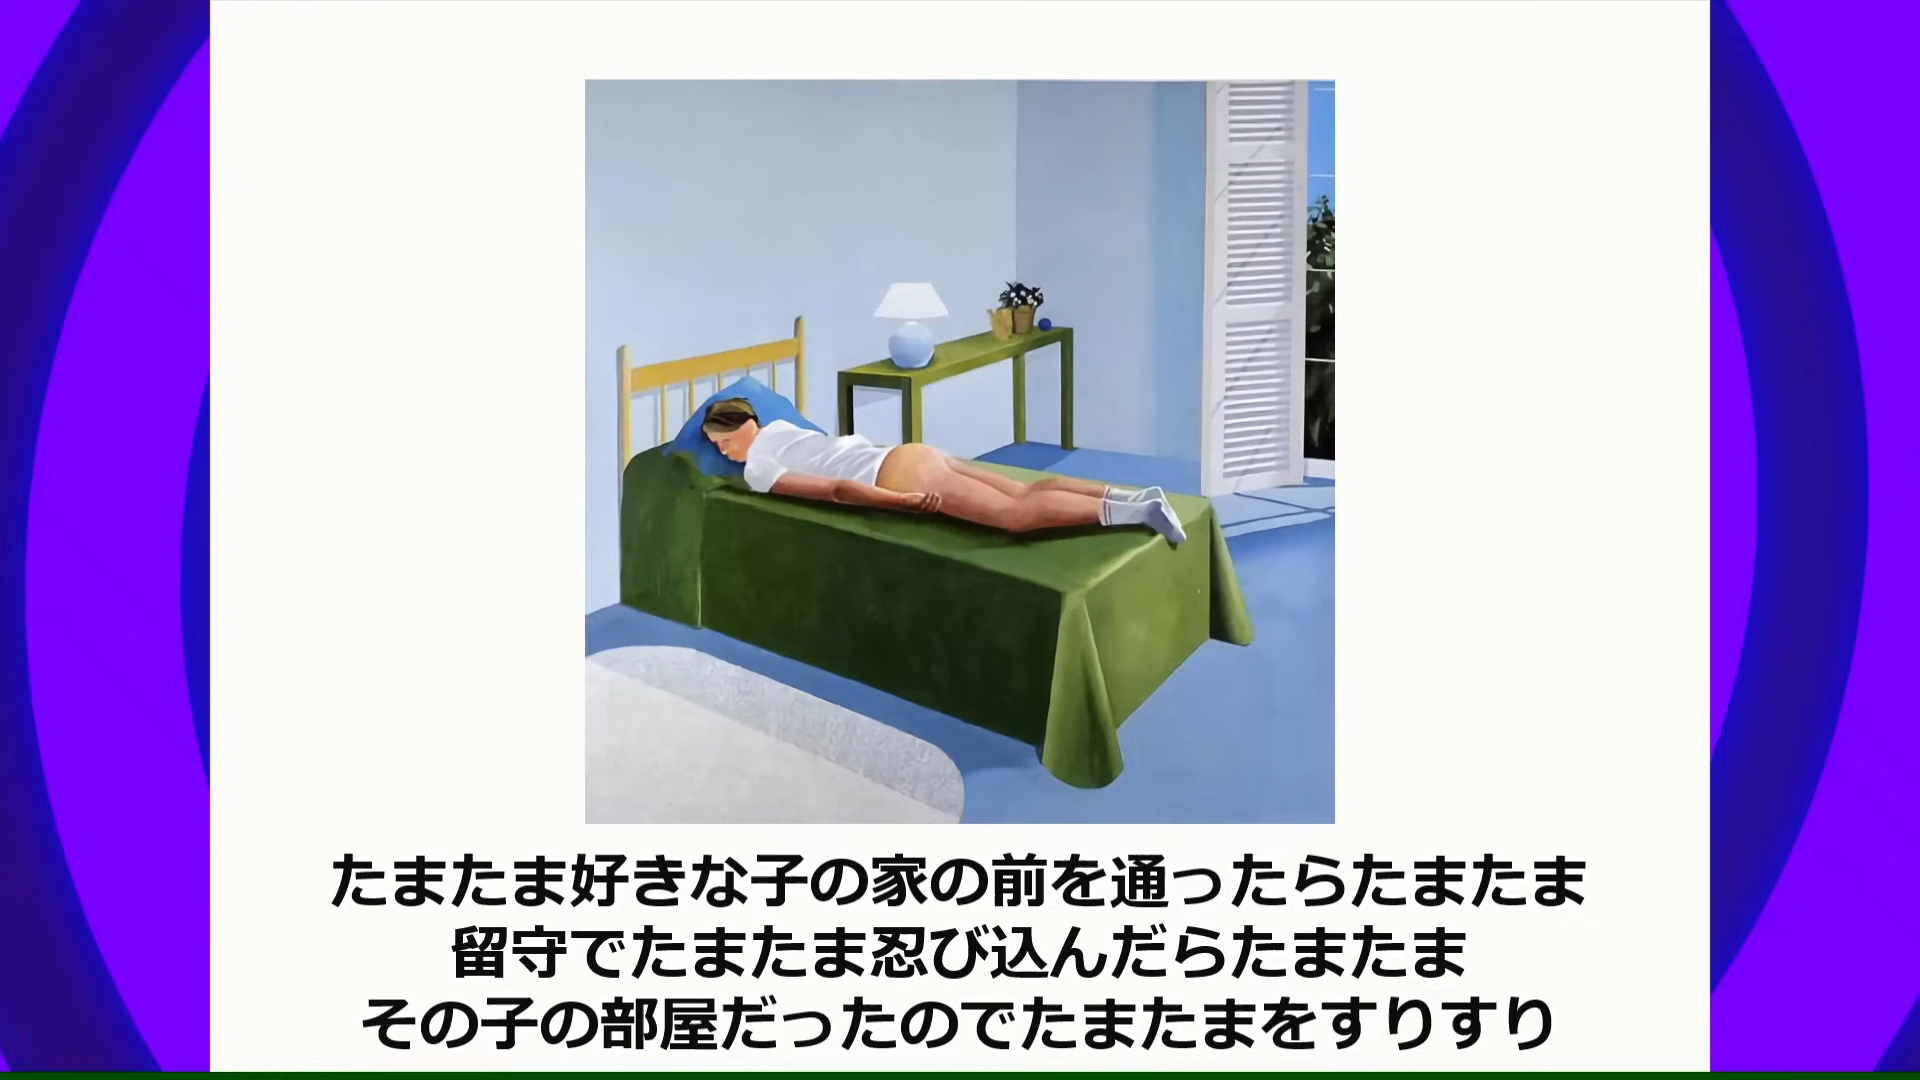 たまたま好きな子の家の前を通ったらたまたま
留守でたまたま忍び込んだらたまたま
その子の部屋だったのでたまたまをすりすり